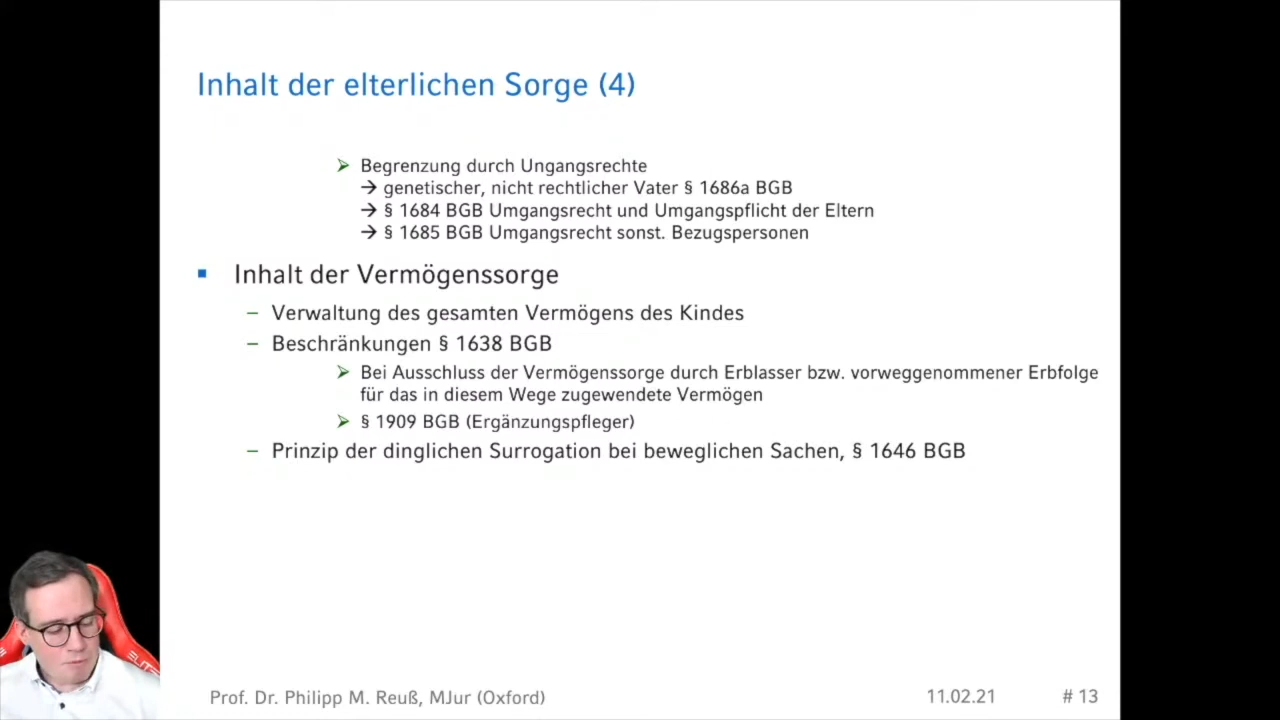 Inhalt der elterlichen Sorge (4)
➢ Begrenzung durch Ungangsrechte
→ genetischer, nicht rechtlicher Vater § 1686a BGB
→ § 1684 BGB Umgangsrecht und Umgangspflicht der Eltern
→ § 1685 BGB Umgangsrecht sonst. Bezugspersonen
▪ Inhalt der Vermögenssorge
– Verwaltung des gesamten Vermögens des Kindes
– Beschränkungen § 1638 BGB
➢ Bei Ausschluss der Vermögenssorge durch Erblasser bzw. vorweggenommener Erbfolge
für das in diesem Wege zugewendete Vermögen
➢ § 1909 BGB (Ergänzungspfleger)
– Prinzip der dinglichen Surrogation bei beweglichen Sachen, § 1646 BGB
Prof. Dr. Philipp M. Reuß, MJur (Oxford)
11.02.21
# 13